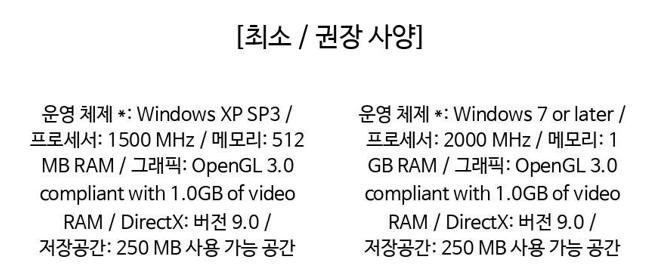 [최소 / 권장 사양]
운영 체제 *: Windows XP SP3 /
프로세서: 1500 MHz / 메모리: 512
MB RAM / 그래픽: OpenGL 3.0
compliant with 1.0GB of video
RAM / DirectX: 버전 9.0 /
저장공간: 250 MB 사용 가능 공간
운영 체제 *: Windows 7 or later /
프로세서: 2000 MHz / 메모리: 1
GB RAM / 그래픽: OpenGL 3.0
compliant with 1.0GB of video
RAM / DirectX: 버전 9.0 /
저장공간: 250 MB 사용 가능 공간